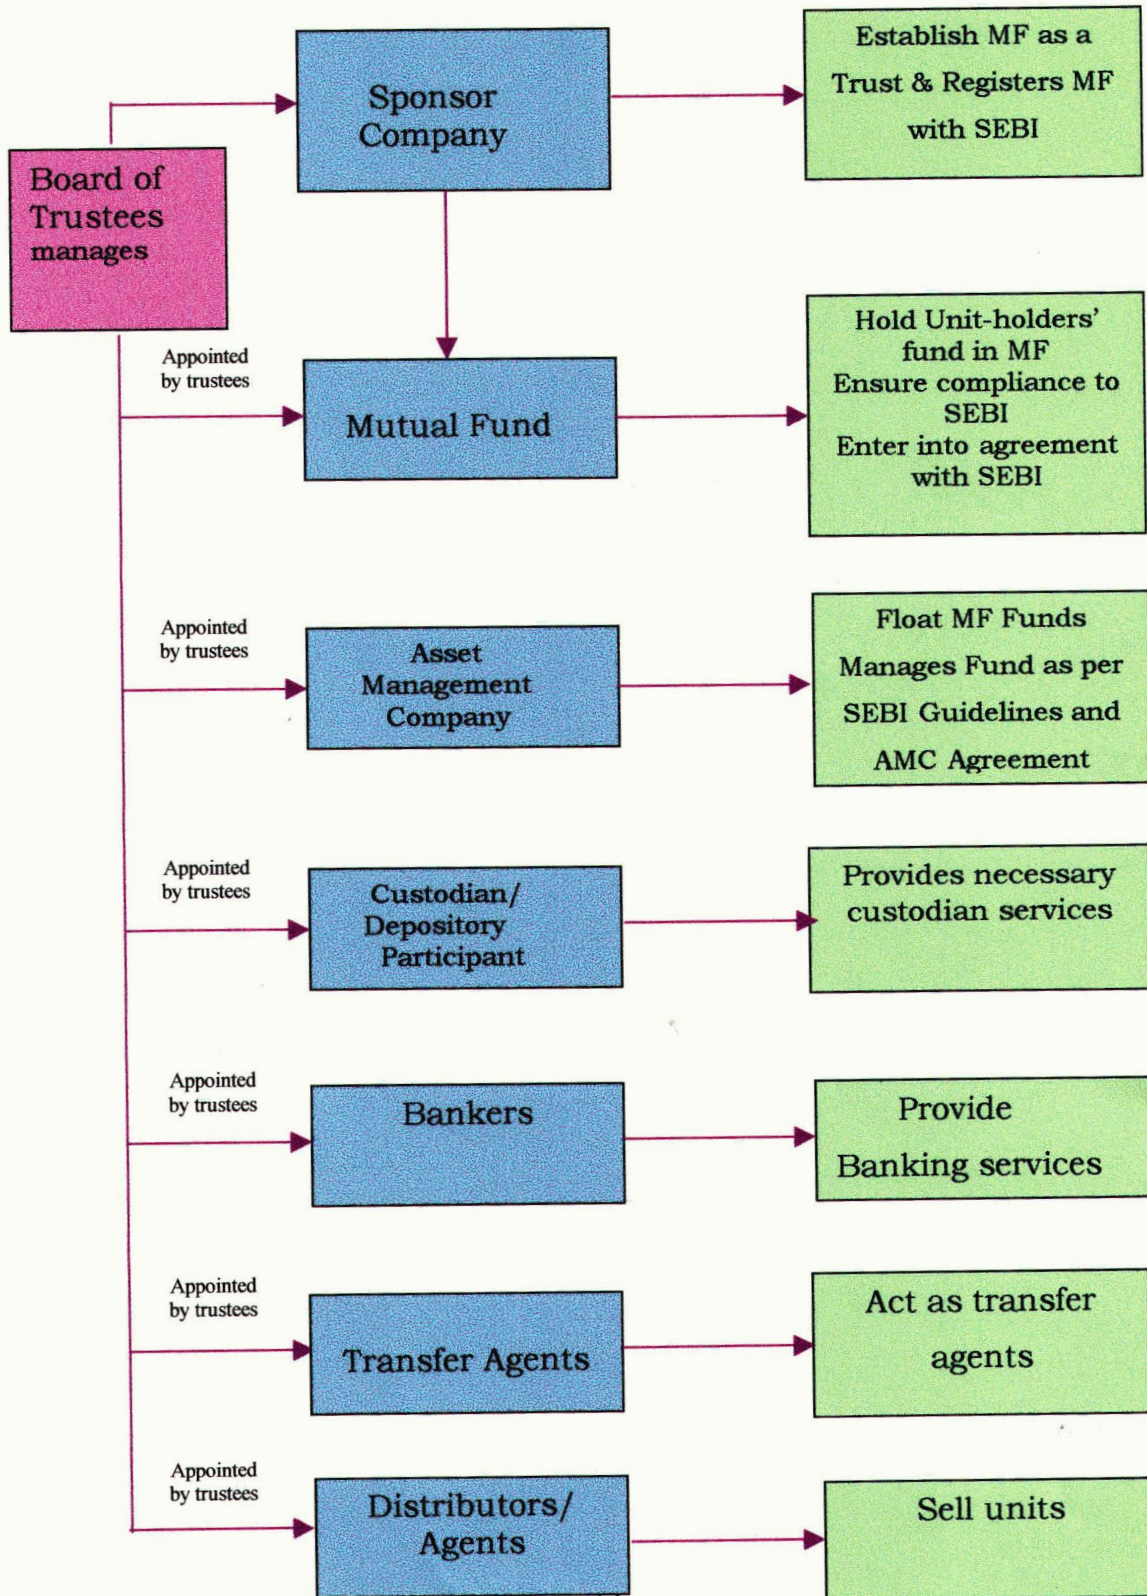 Sponsor
Company
Establish MF as a
Trust & Registers MF
with SEBI
Board of
Trustees
manages
Appointed
by trustees
Mutual Fund
Hold Unit-holders'
fund in MF
Ensure compliance to
SEBI
Enter into agreement
with SEBI
Appointed
by trustees
Asset
Management
Company
Float MF Funds
Manages Fund as per
SEBI Guidelines and
AMC Agreement
Appointed
by trustees
Custodian/
Depository
Participant
Provides necessary
custodian services
Appointed
by trustees
Bankers
Provide
Banking services
Appointed
by trustees
Transfer Agents
Act as transfer
agents
Appointed
by trustees
Distributors/
Agents
Sell units